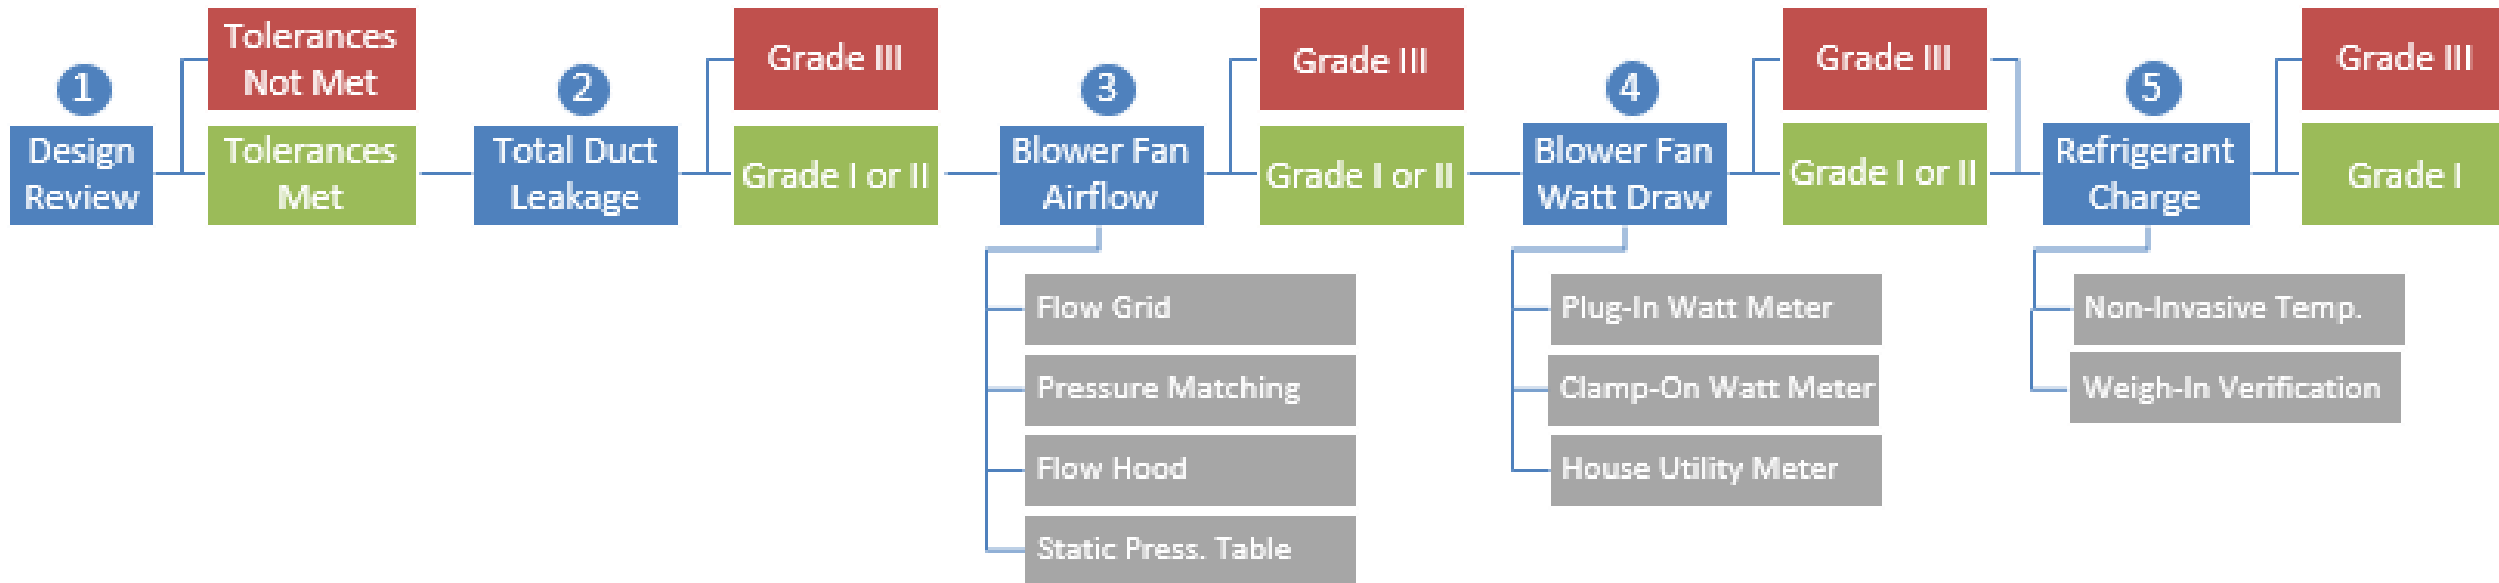 1
Design
Review
Tolerances
Not Met
Tolerances
Met
2
Total Duct
Leakage
Grade III
Grade I or II
3
Blower Fan
Airflow
Flow Grid
Pressure Matching
Flow Hood
Static Press. Table
Grade III
Grade I or II
4
Blower Fan
Watt Draw
Plug-In Watt Meter
Clamp-On Watt Meter
House Utility Meter
Grade III
Grade I or II
5
Refrigerant
Charge
Non-Invasive Temp.
Weigh-In Verification
Grade III
Grade I